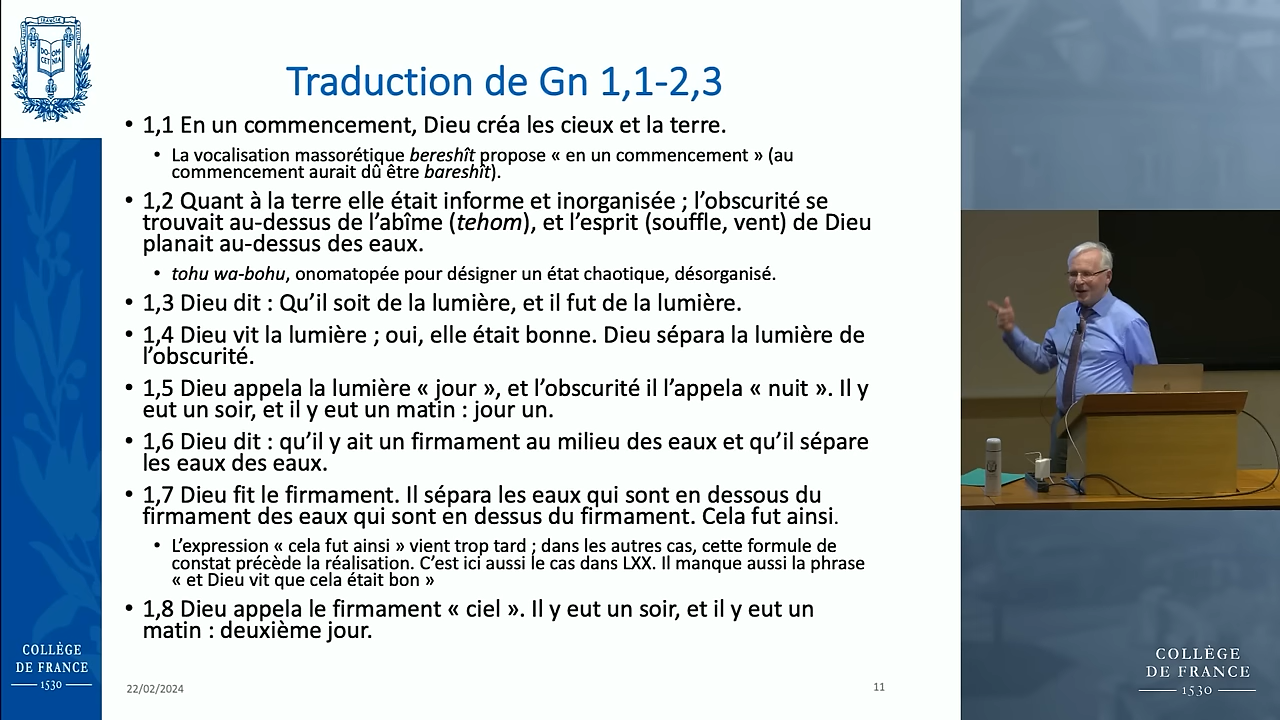 Traduction de Gn 1,1-2,3
• 1,1 En un commencement, Dieu créa les cieux et la terre.
• La vocalisation massorétique bereshît propose « en un commencement » (au
commencement aurait dû être bareshît).
• 1,2 Quant à la terre elle était informe et inorganisée ; l’obscurité se
trouvait au-dessus de l’abîme (tehom), et l’esprit (souffle, vent) de Dieu
planait au-dessus des eaux.
• tohu wa-bohu, onomatopée pour désigner un état chaotique, désorganisé.
• 1,3 Dieu dit : Qu’il soit de la lumière, et il fut de la lumière.
• 1,4 Dieu vit la lumière ; oui, elle était bonne. Dieu sépara la lumière de
l’obscurité.
• 1,5 Dieu appela la lumière « jour », et l’obscurité il l’appela « nuit ». Il y
eut un soir, et il y eut un matin : jour un.
• 1,6 Dieu dit : qu’il y ait un firmament au milieu des eaux et qu’il sépare
les eaux des eaux.
• 1,7 Dieu fit le firmament. Il sépara les eaux qui sont en dessous du
firmament des eaux qui sont en dessus du firmament. Cela fut ainsi.
• L’expression « cela fut ainsi » vient trop tard ; dans les autres cas, cette formule de
constat précède la réalisation. C’est ici aussi le cas dans LXX. Il manque aussi la phrase
« et Dieu vit que cela était bon »
• 1,8 Dieu appela le firmament « ciel ». Il y eut un soir, et il y eut un
matin : deuxième jour.
22/02/2024
11
COLLÈGE
DE FRANCE
1530
COLLÈGE
DE FRANCE
1530